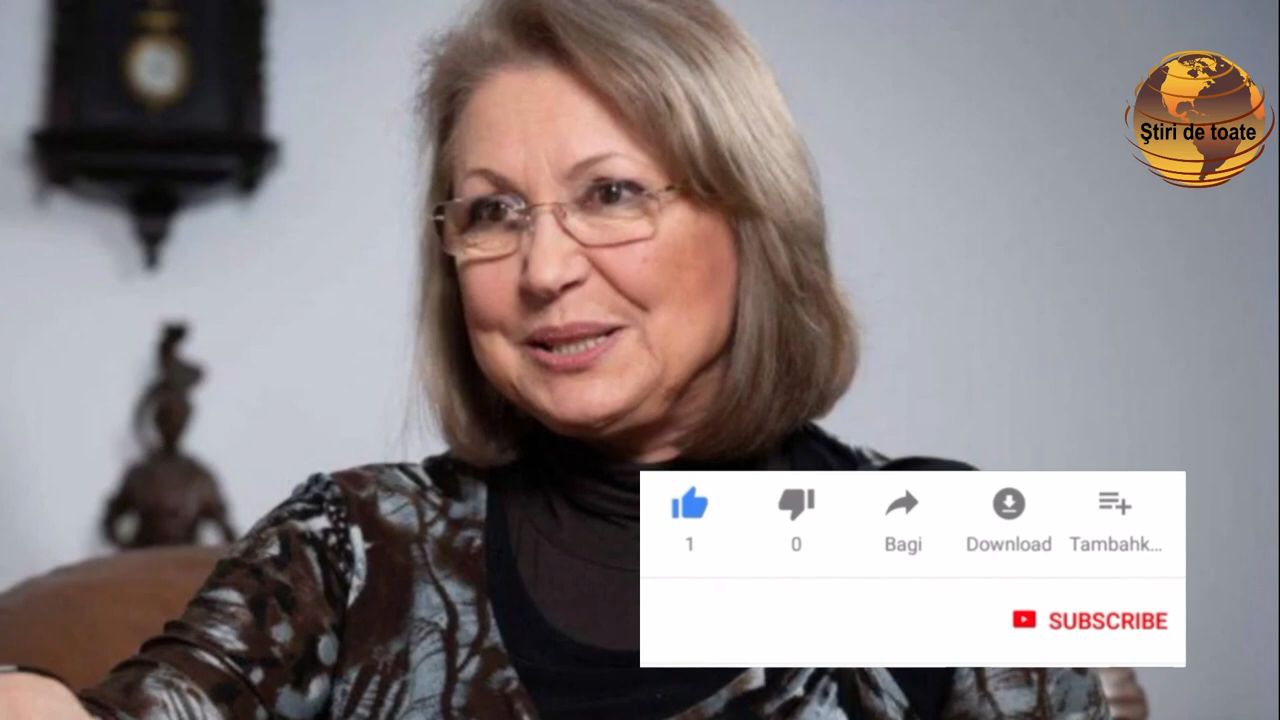 Ştiri de toate
1
0
Bagi
Download
Tambahk...
SUBSCRIBE